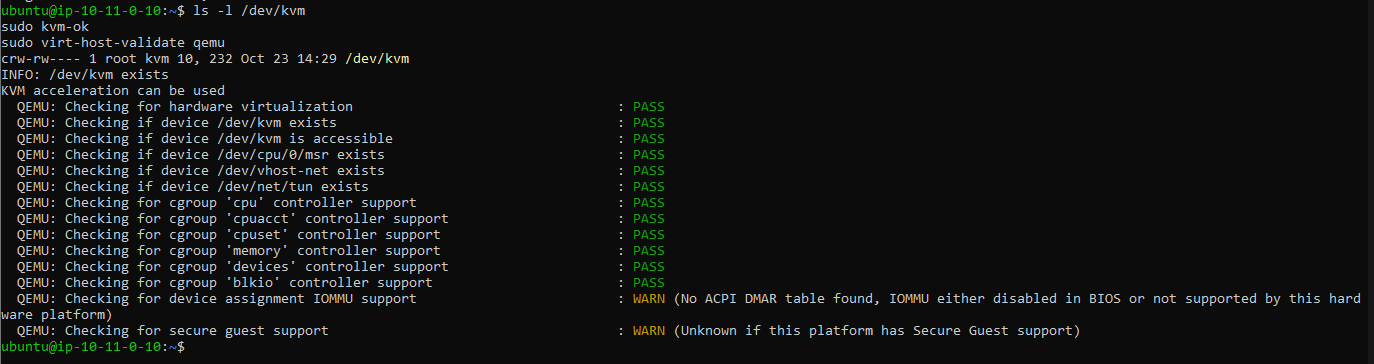 ubuntu@ip-10-11-0-10:~$ ls -l /dev/kvm
sudo kvm-ok
sudo virt-host-validate qemu
crw-rw---- 1 root kvm 10, 232 Oct 23 14:29 /dev/kvm
INFO: /dev/kvm exists
KVM acceleration can be used
  QEMU: Checking for hardware virtualization                                 : PASS
  QEMU: Checking if device /dev/kvm exists                                   : PASS
  QEMU: Checking if device /dev/kvm is accessible                            : PASS
  QEMU: Checking if device /dev/cpu/0/msr exists                             : PASS
  QEMU: Checking if device /dev/vhost-net exists                             : PASS
  QEMU: Checking if device /dev/net/tun exists                               : PASS
  QEMU: Checking for cgroup 'cpu' controller support                         : PASS
  QEMU: Checking for cgroup 'cpuacct' controller support                     : PASS
  QEMU: Checking for cgroup 'cpuset' controller support                      : PASS
  QEMU: Checking for cgroup 'memory' controller support                      : PASS
  QEMU: Checking for cgroup 'devices' controller support                     : PASS
  QEMU: Checking for cgroup 'blkio' controller support                       : PASS
  QEMU: Checking for device assignment IOMMU support                         : WARN (No ACPI DMAR table found, IOMMU either disabled in BIOS or not supported by this hard
ware platform)
  QEMU: Checking for secure guest support                                    : WARN (Unknown if this platform has Secure Guest support)
ubuntu@ip-10-11-0-10:~$